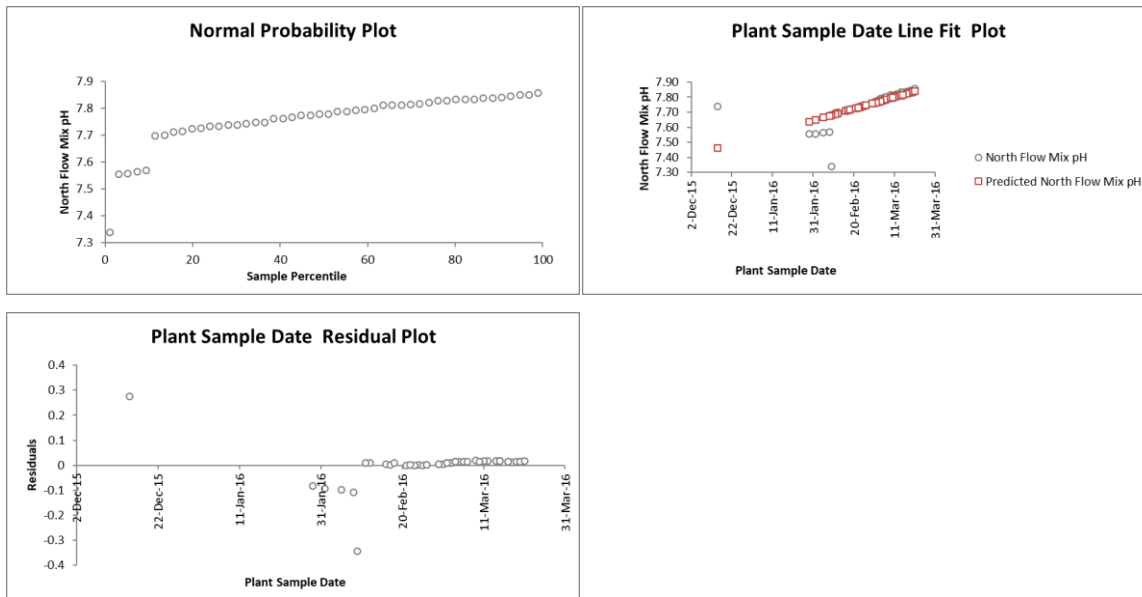 Normal Probability Plot
North Flow Mix pH
7.9
7.8
7.7
7.6
7.5
7.4
7.3
0 20 40 60 80 100
Sample Percentile
Plant Sample Date Line Fit Plot
North Flow Mix pH
7.90
7.80
7.70
7.60
7.50
7.40
7.30
2-Dec-15
22-Dec-15
11-Jan-16
31-Jan-16
20-Feb-16
11-Mar-16
31-Mar-16
Plant Sample Date
North Flow Mix pH
Predicted North Flow Mix pH
Plant Sample Date Residual Plot
Residuals
0.4
0.3
0.2
0.1
0
-0.1
-0.2
-0.3
-0.4
2-Dec-15
22-Dec-15
11-Jan-16
31-Jan-16
20-Feb-16
11-Mar-16
31-Mar-16
Plant Sample Date